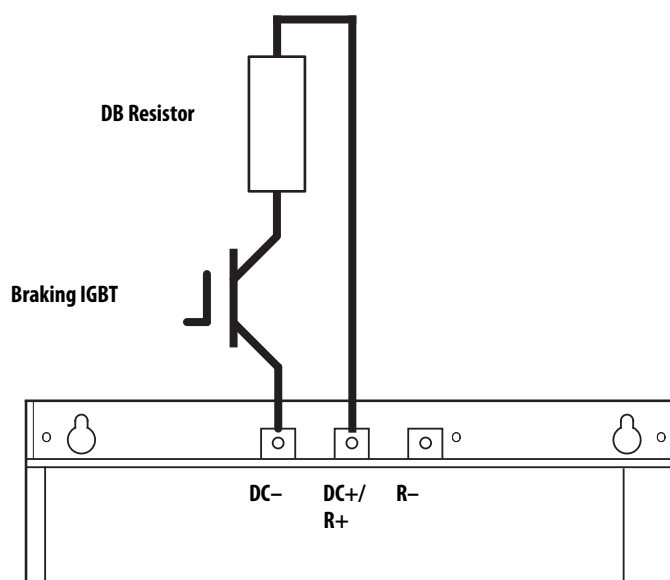 DB Resistor
Braking IGBT
DC–
DC+/
R+
R–